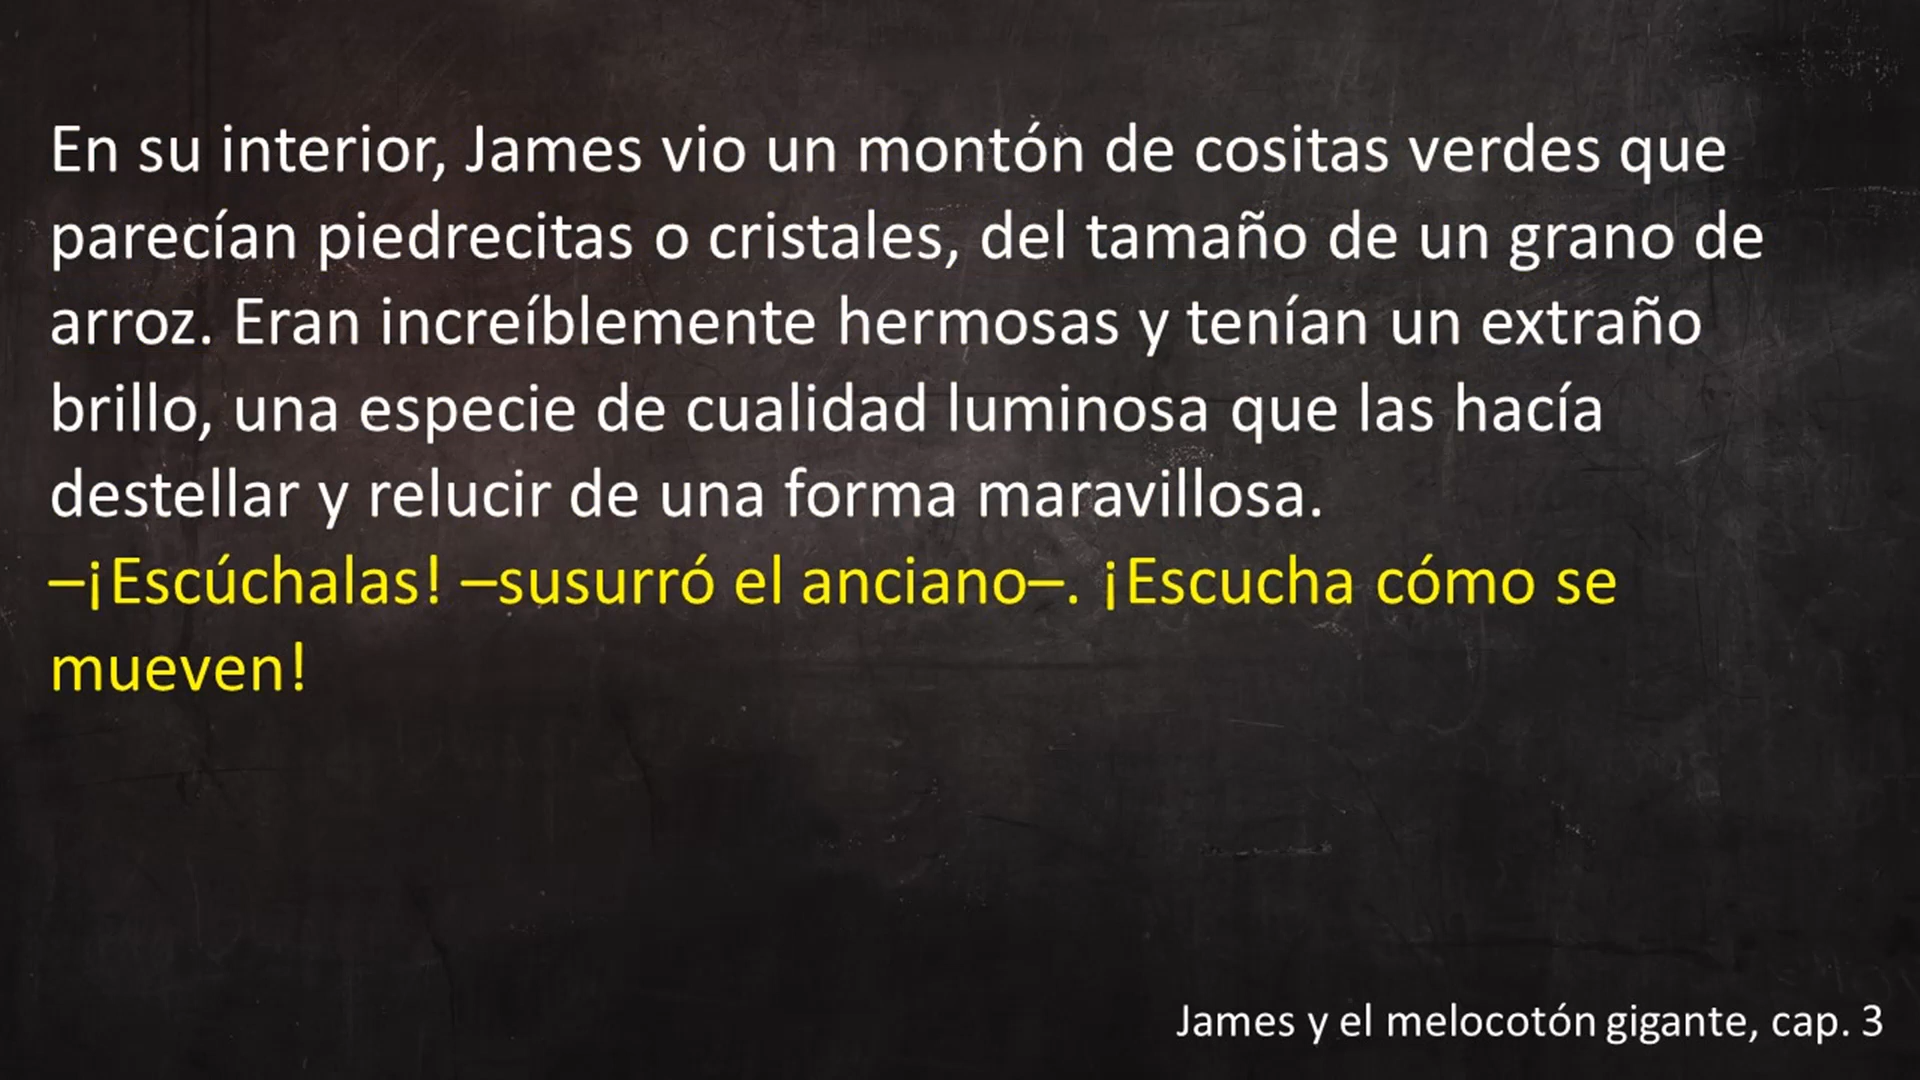 En su interior, James vio un montón de cositas verdes que
parecían piedrecitas o cristales, del tamaño de un grano de
arroz. Eran increíblemente hermosas y tenían un extraño
brillo, una especie de cualidad luminosa que las hacía
destellar y relucir de una forma maravillosa.
–¡Escúchalas! –susurró el anciano–. ¡Escucha cómo se
mueven!
James y el melocotón gigante, cap. 3